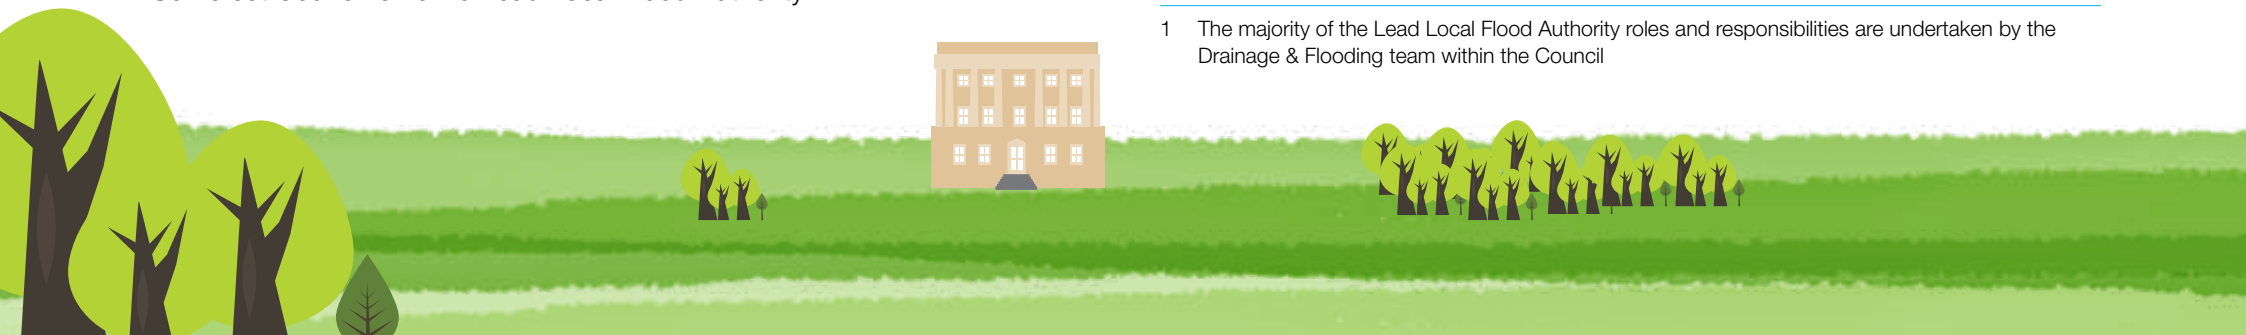 1 The majority of the Lead Local Flood Authority roles and responsibilities are undertaken by the
Drainage & Flooding team within the Council